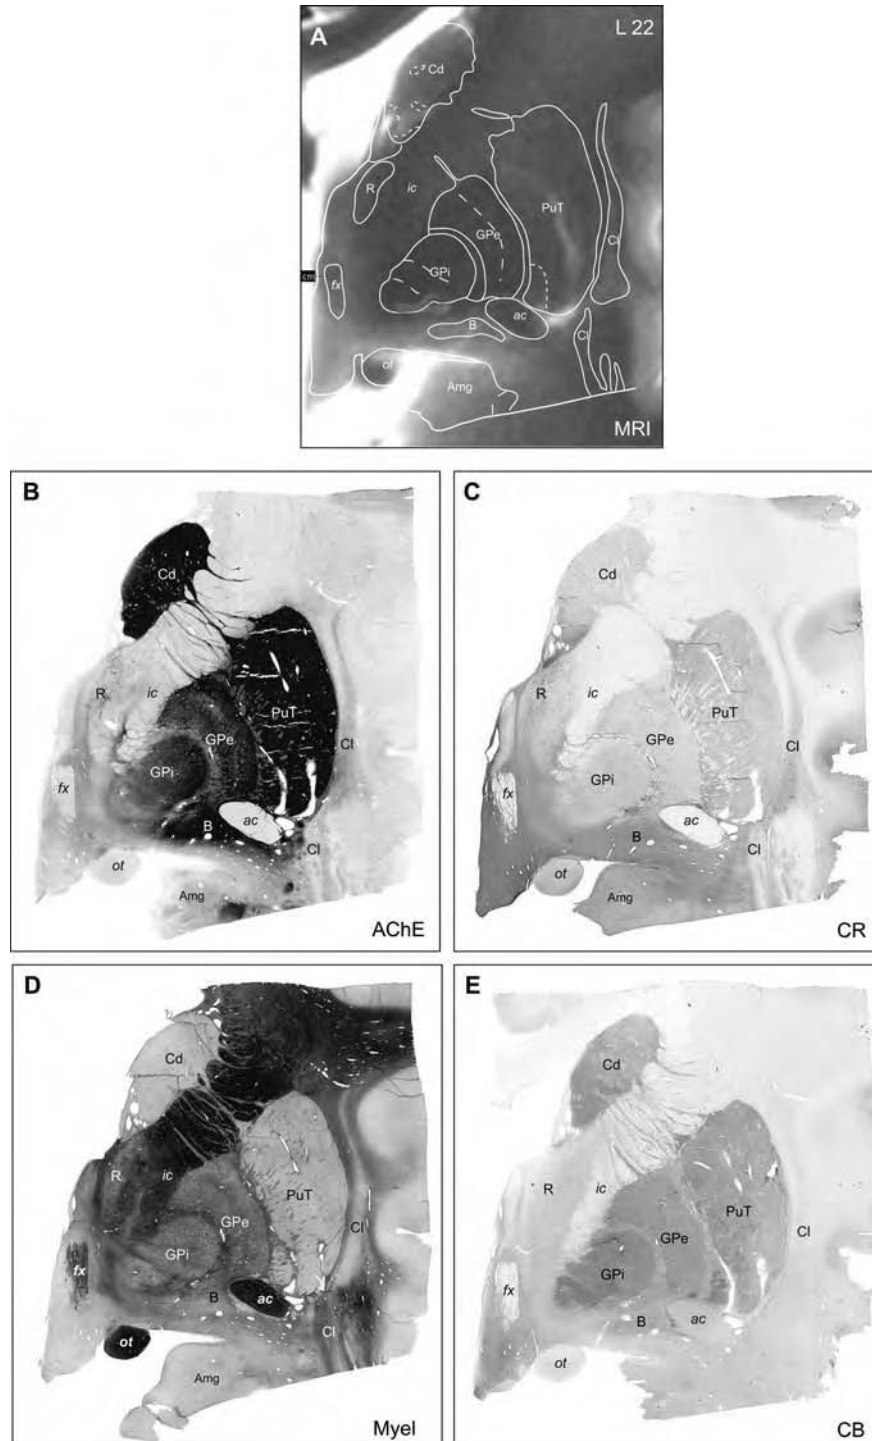 A
L 22
Cd
R
ic
PuT
GPe
Cl
GPi
cm
fx
ac
B
Cl
ot
Amg
I
MRI
B
Cd
R
ic
PuT
GPe
Cl
GPi
fx
ac
B
Cl
ot
Amg
AChE
C
Cd
R
ic
PuT
GPe
Cl
GPi
fx
ac
B
Cl
ot
Amg
CR
D
Cd
R
ic
PuT
GPe
Cl
GPi
fx
B
ac
Cl
ot
Amg
Myel
E
Cd
R
ic
PuT
Cl
GPe
GPi
fx
B
ac
ot
CB